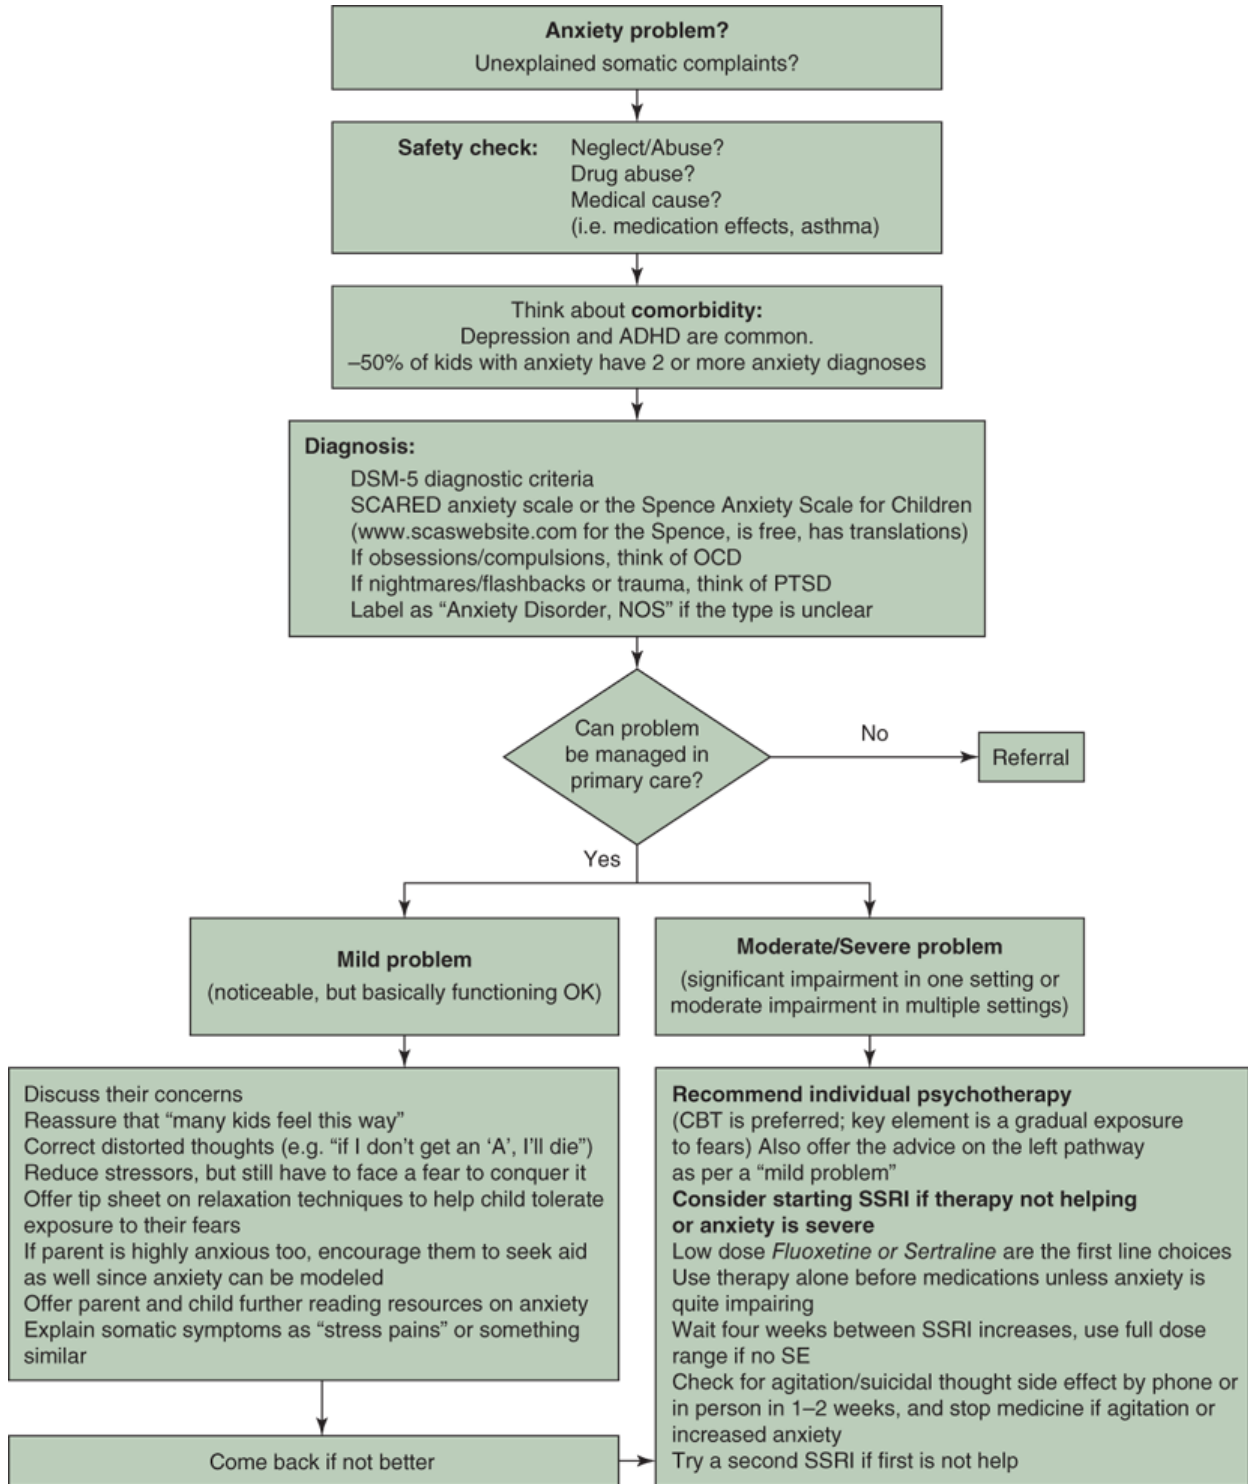 Anxiety problem?
Unexplained somatic complaints?
Safety check: Neglect/Abuse?
Drug abuse?
Medical cause?
(i.e. medication effects, asthma)
Think about comorbidity:
Depression and ADHD are common.
–50% of kids with anxiety have 2 or more anxiety diagnoses
Diagnosis:
DSM-5 diagnostic criteria
SCARED anxiety scale or the Spence Anxiety Scale for Children
(www.scaswebsite.com for the Spence, is free, has translations)
If obsessions/compulsions, think of OCD
If nightmares/flashbacks or trauma, think of PTSD
Label as “Anxiety Disorder, NOS” if the type is unclear
Can problem
be managed in
primary care?
No
Referral
Yes
Mild problem
(noticeable, but basically functioning OK)
Moderate/Severe problem
(significant impairment in one setting or
moderate impairment in multiple settings)
Discuss their concerns
Reassure that “many kids feel this way”
Correct distorted thoughts (e.g. “if I don’t get an ‘A’, I’ll die”)
Reduce stressors, but still have to face a fear to conquer it
Offer tip sheet on relaxation techniques to help child tolerate
exposure to their fears
If parent is highly anxious too, encourage them to seek aid
as well since anxiety can be modeled
Offer parent and child further reading resources on anxiety
Explain somatic symptoms as “stress pains” or something
similar
Come back if not better
Recommend individual psychotherapy
(CBT is preferred; key element is a gradual exposure
to fears) Also offer the advice on the left pathway
as per a “mild problem”
Consider starting SSRI if therapy not helping
or anxiety is severe
Low dose Fluoxetine or Sertraline are the first line choices
Use therapy alone before medications unless anxiety is
quite impairing
Wait four weeks between SSRI increases, use full dose
range if no SE
Check for agitation/suicidal thought side effect by phone or
in person in 1–2 weeks, and stop medicine if agitation or
increased anxiety
Try a second SSRI if first is not help